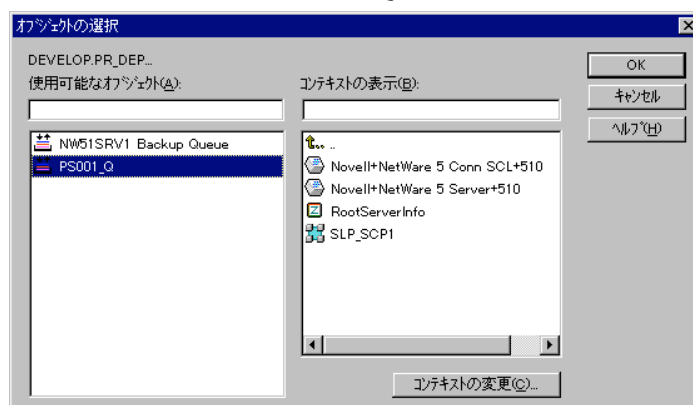 オブジェクトの選択
DEVELOP.PR_DEP...
使用可能なオブジェクト(A):
NW51SRV1 Backup Queue
PS001_Q
コンテキストの表示(B):
..
Novell+NetWare 5 Conn SCL+510
Novell+NetWare 5 Server+510
RootServerInfo
SLP_SCP1
コンテキストの変更(C)...
OK
キャンセル
ヘルプ(H)